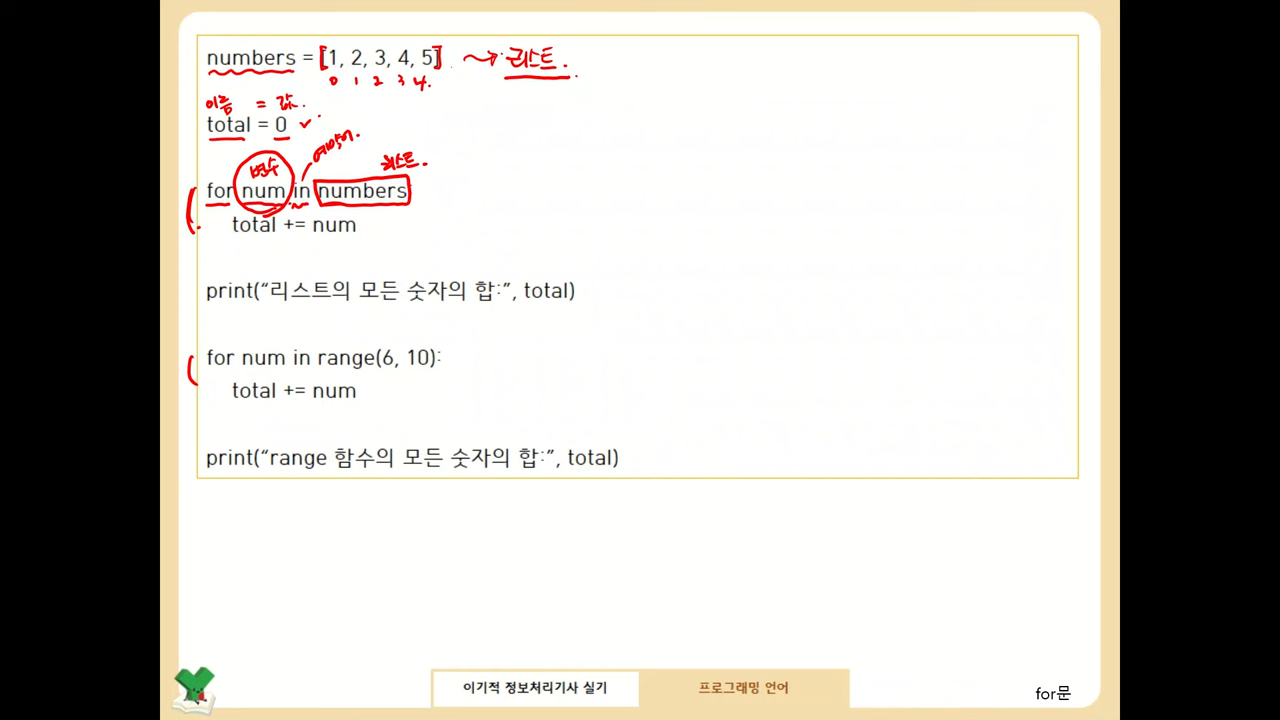 numbers = [1, 2, 3, 4, 5] ~→ 리스트.
0 1 2 3 4.
이름 = 값.
total = 0 ✓
변수 예약어. 리스트.
for num in numbers
total += num
print(“리스트의 모든 숫자의 합:”, total)
for num in range(6, 10):
total += num
print(“range 함수의 모든 숫자의 합:”, total)
이기적 정보처리기사 실기
프로그래밍 언어
for문